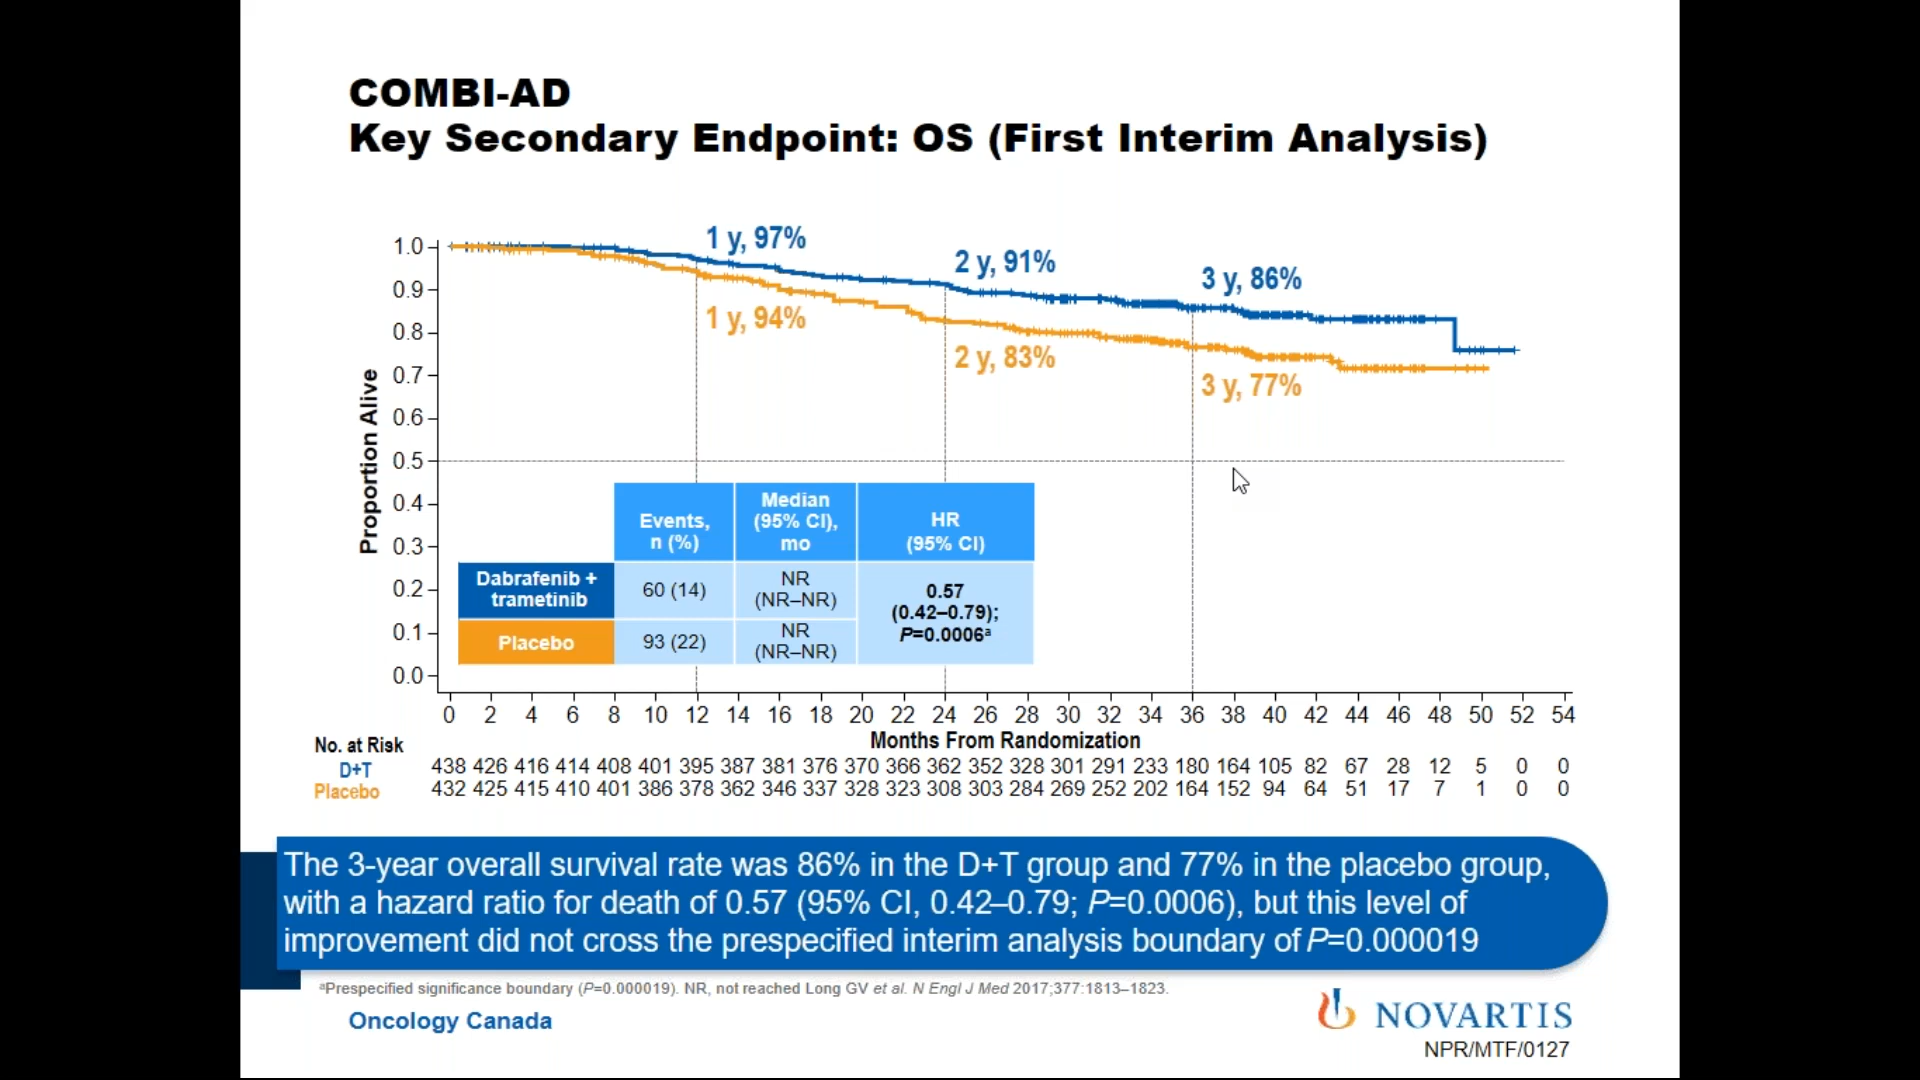 COMBI-AD
Key Secondary Endpoint: OS (First Interim Analysis)
1 y, 97%
2 y, 91%
3 y, 86%
1 y, 94%
2 y, 83%
3 y, 77%
Proportion Alive
1.0
0.9
0.8
0.7
0.6
0.5
0.4
0.3
0.2
0.1
0.0
Events,
n (%)
Median
(95% CI),
mo
HR
(95% CI)
Dabrafenib +
trametinib
60 (14)
NR
(NR–NR)
0.57
(0.42–0.79);
P=0.0006ᵃ
Placebo
93 (22)
NR
(NR–NR)
0 2 4 6 8 10 12 14 16 18 20 22 24 26 28 30 32 34 36 38 40 42 44 46 48 50 52 54
Months From Randomization
No. at Risk
D+T 438 426 416 414 408 401 395 387 381 376 370 366 362 352 328 301 291 233 180 164 105 82 67 28 12 5 0 0
Placebo 432 425 415 410 401 386 378 362 346 337 328 323 308 303 284 269 252 202 164 152 94 64 51 17 7 1 0 0
The 3-year overall survival rate was 86% in the D+T group and 77% in the placebo group,
with a hazard ratio for death of 0.57 (95% CI, 0.42–0.79; P=0.0006), but this level of
improvement did not cross the prespecified interim analysis boundary of P=0.000019
ᵃPrespecified significance boundary (P=0.000019). NR, not reached Long GV et al. N Engl J Med 2017;377:1813–1823.
Oncology Canada
NOVARTIS
NPR/MTF/0127